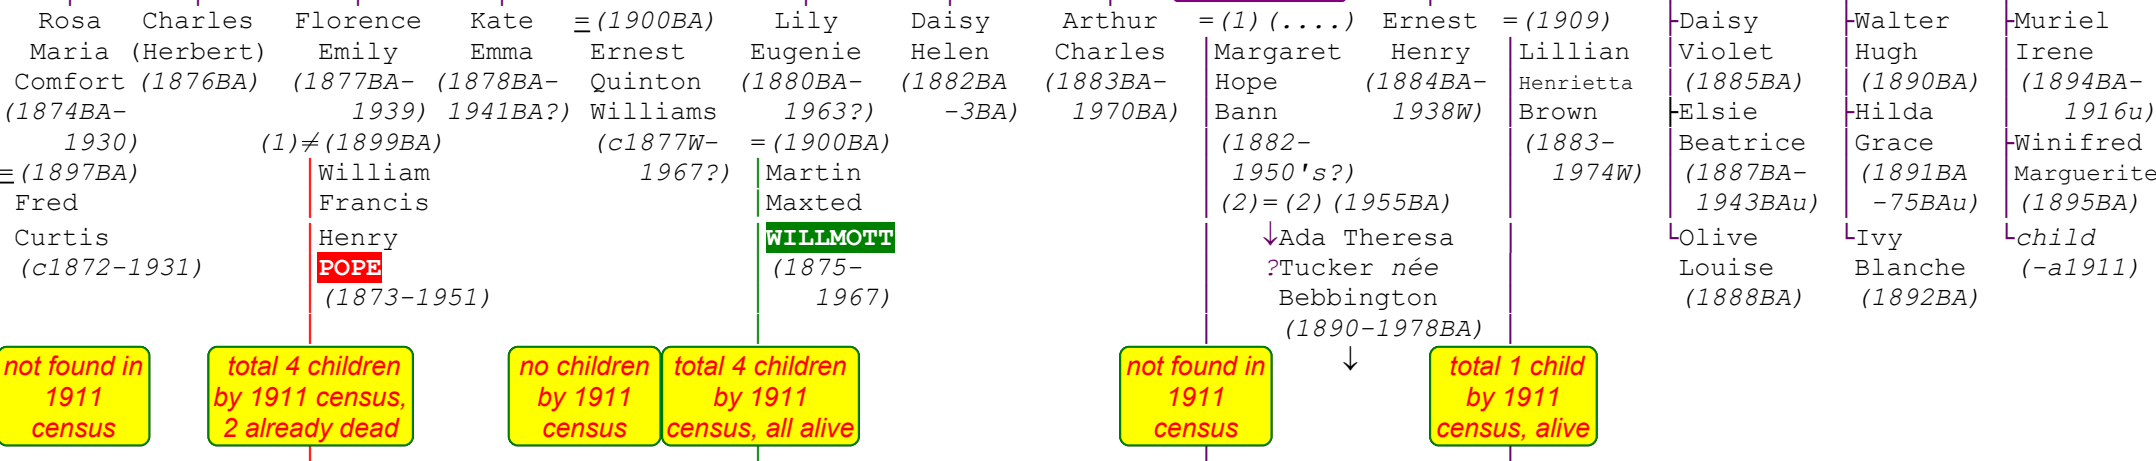 Rosa Charles Florence Kate =(1900BA) Lily Daisy Arthur =(1)(....) Ernest =(1909) Daisy Walter Muriel
Maria (Herbert) Emily Emma Ernest Eugenie Helen Charles Margaret Henry Lillian Violet Hugh Irene
Comfort (1876BA) (1877BA- (1878BA- Quinton (1880BA- (1882BA (1883BA- Hope (1884BA- Henrietta (1885BA) (1890BA) (1894BA-
(1874BA- 1939) 1941BA?) Williams 1963?) -3BA) 1970BA) Bann 1938W) Brown Elsie Hilda 1916u)
1930) (1)≠(1899BA) (c1877W- =(1900BA) (1882- (1883- Beatrice Grace Winifred
=(1897BA) William 1967?) Martin 1950's?) 1974W) (1887BA- (1891BA Marguerite
Fred Francis Maxted (2)=(2)(1955BA) 1943BAu) -75BAu) (1895BA)
Curtis Henry WILLMOTT ↓Ada Theresa Olive Ivy child
(c1872-1931) POPE (1875- ?Tucker née Louise Blanche (-a1911)
(1873-1951) 1967) Bebbington (1888BA) (1892BA)
(1890-1978BA)
↓
not found in total 4 children no children total 4 children not found in total 1 child
1911 by 1911 census, by 1911 by 1911 1911 by 1911
census 2 already dead census census, all alive census census, alive